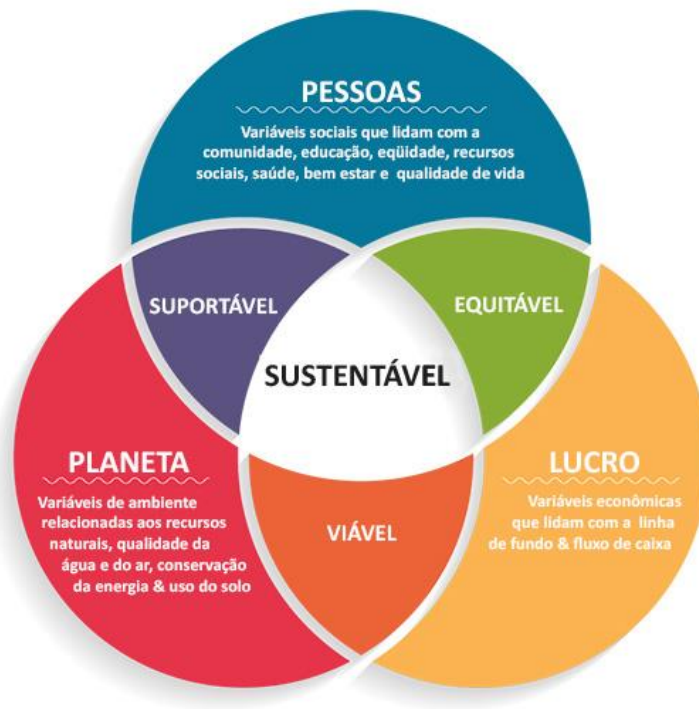 PESSOAS
Variáveis sociais que lidam com a
comunidade, educação, eqüidade, recursos
sociais, saúde, bem estar e qualidade de vida
SUPORTÁVEL
EQUITÁVEL
SUSTENTÁVEL
PLANETA
Variáveis de ambiente
relacionadas aos recursos
naturais, qualidade da
água e do ar, conservação
da energia & uso do solo
LUCRO
Variáveis econômicas
que lidam com a linha
de fundo & fluxo de caixa
VIÁVEL